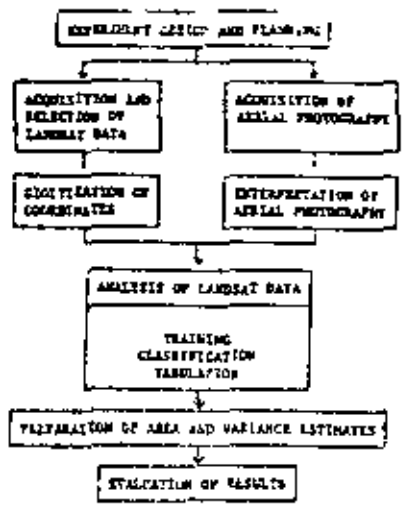 EXPERIMENT DESIGN AND PLANNING
ACQUISITION AND
SELECTION OF
LANDSAT DATA
ACQUISITION OF
AERIAL PHOTOGRAPHY
DIGITIZATION OF
COORDINATES
INTERPRETATION OF
AERIAL PHOTOGRAPHY
ANALYSIS OF LANDSAT DATA
TRAINING
CLASSIFICATION
TABULATION
PREPARATION OF AREA AND VARIANCE ESTIMATES
EVALUATION OF RESULTS